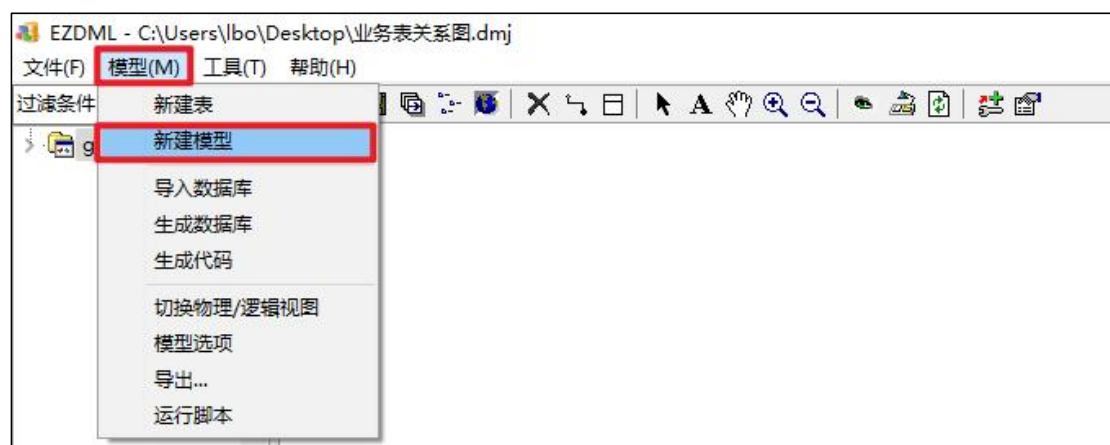 EZDML - C:\Users\lbo\Desktop\业务表关系图.dmj
文件(F) 模型(M) 工具(T) 帮助(H)
过滤条件
新建表
g
新建模型
导入数据库
生成数据库
生成代码
切换物理/逻辑视图
模型选项
导出...
运行脚本